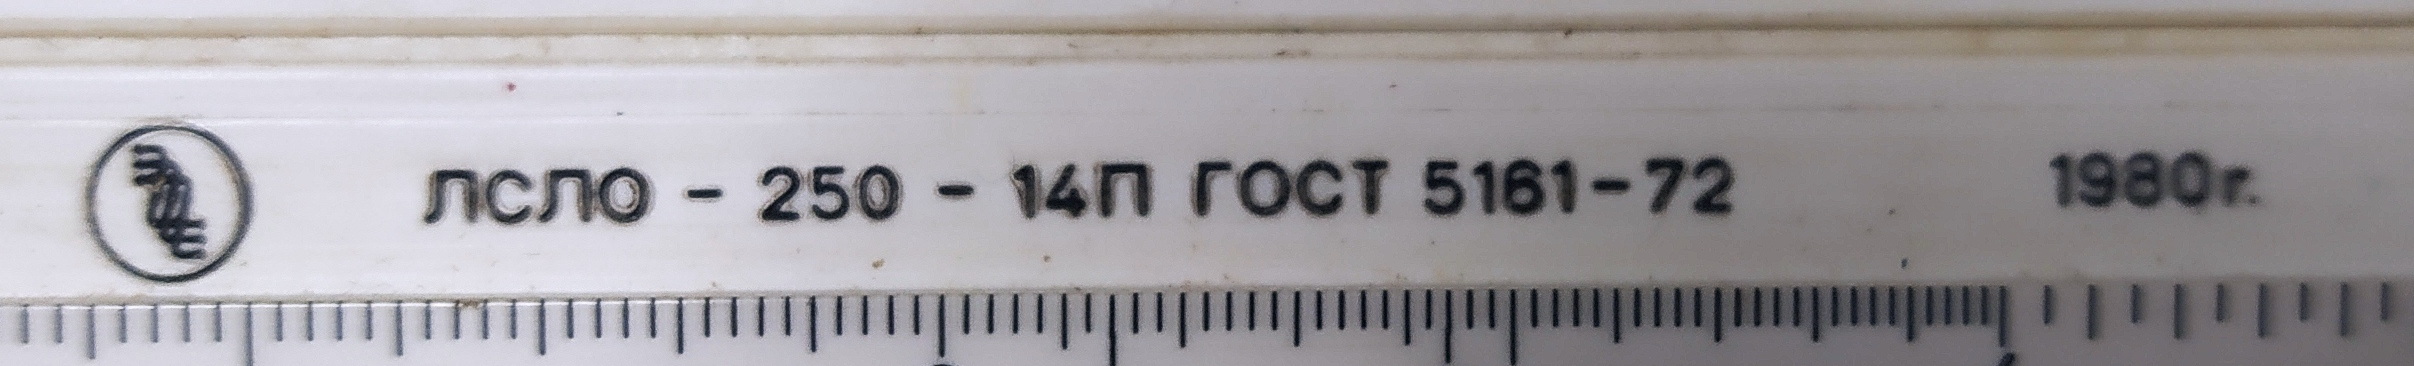 ЛСЛО - 250 - 14П ГОСТ 5161-72 1980г.